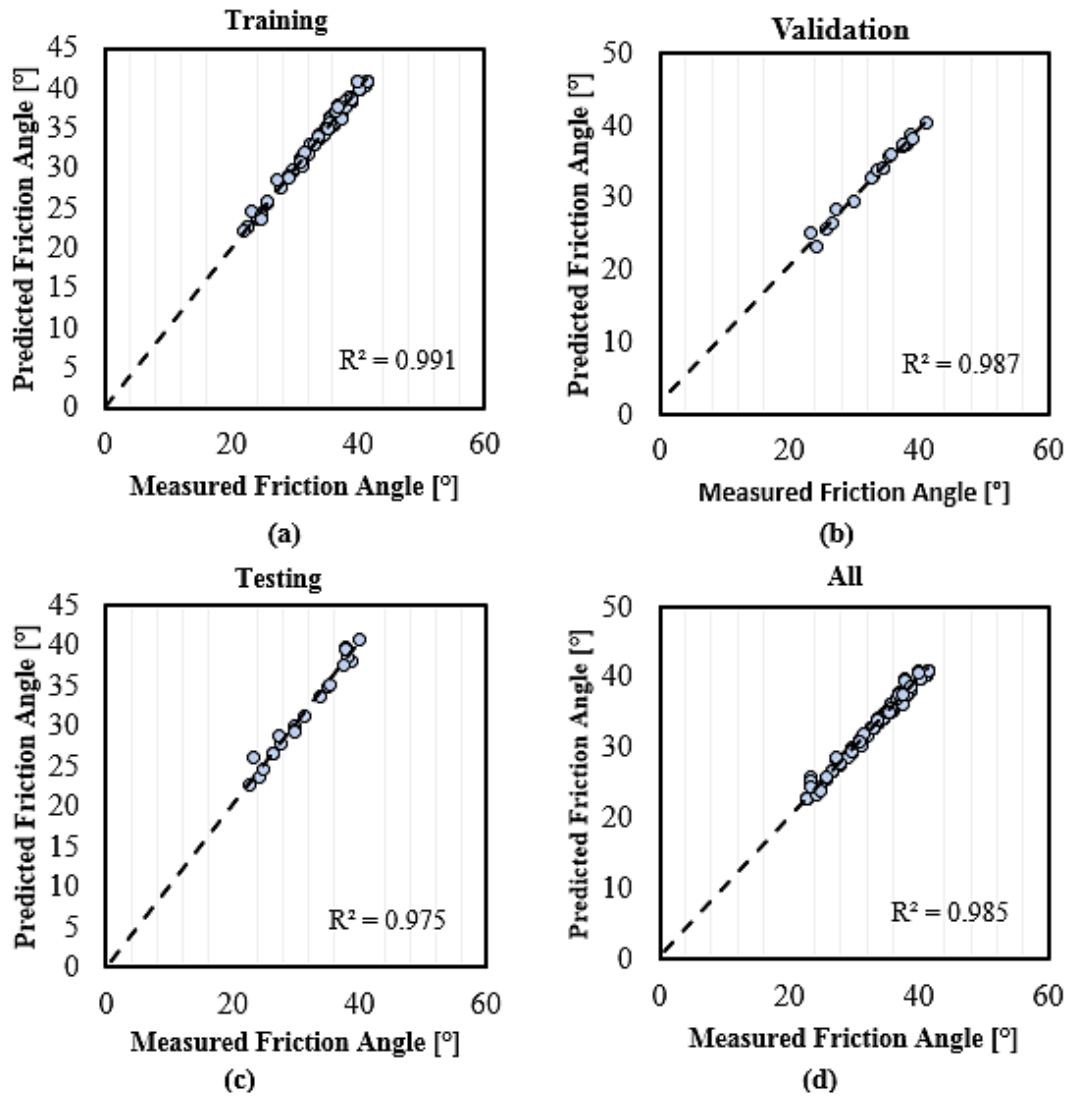 Training
45
40
35
30
25
20
15
10
5
0
Predicted Friction Angle [°]
R² = 0.991
0 20 40 60
Measured Friction Angle [°]
(a)
Validation
50
40
30
20
10
0
Predicted Friction Angle [°]
R² = 0.987
0 20 40 60
Measured Friction Angle [°]
(b)
Testing
45
40
35
30
25
20
15
10
5
0
Predicted Friction Angle [°]
R² = 0.975
0 20 40 60
Measured Friction Angle [°]
(c)
All
50
40
30
20
10
0
Predicted Friction Angle [°]
R² = 0.985
0 20 40 60
Measured Friction Angle [°]
(d)